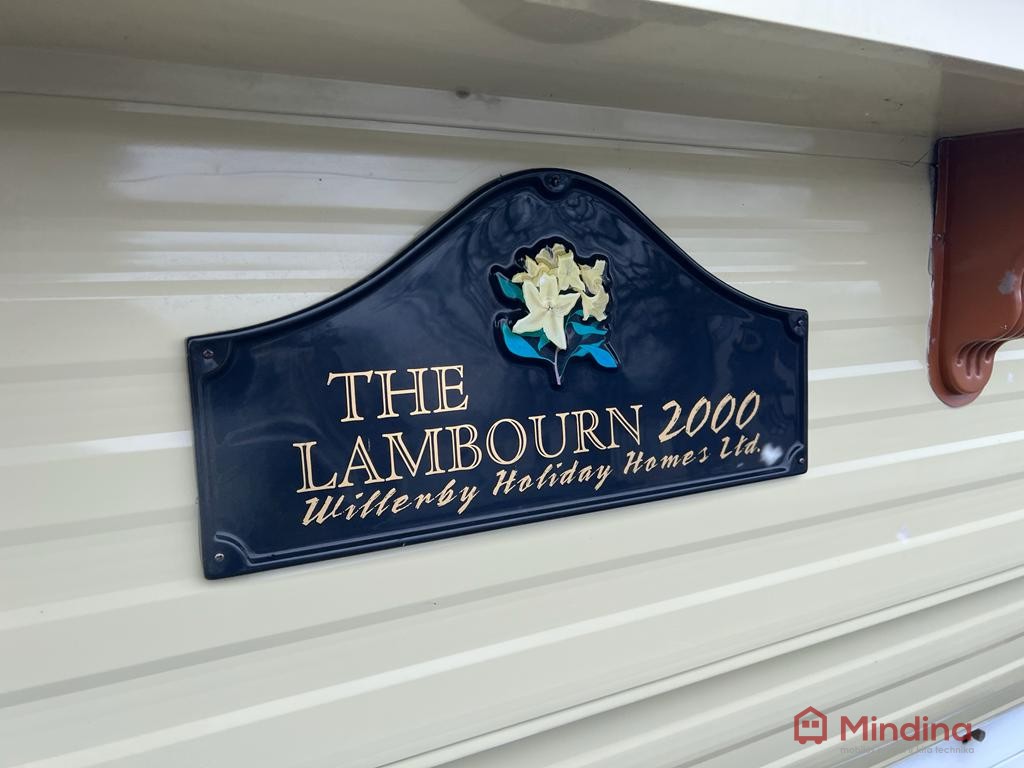 THE
LAMBOURN 2000
Willerby Holiday Homes Ltd.
Minding